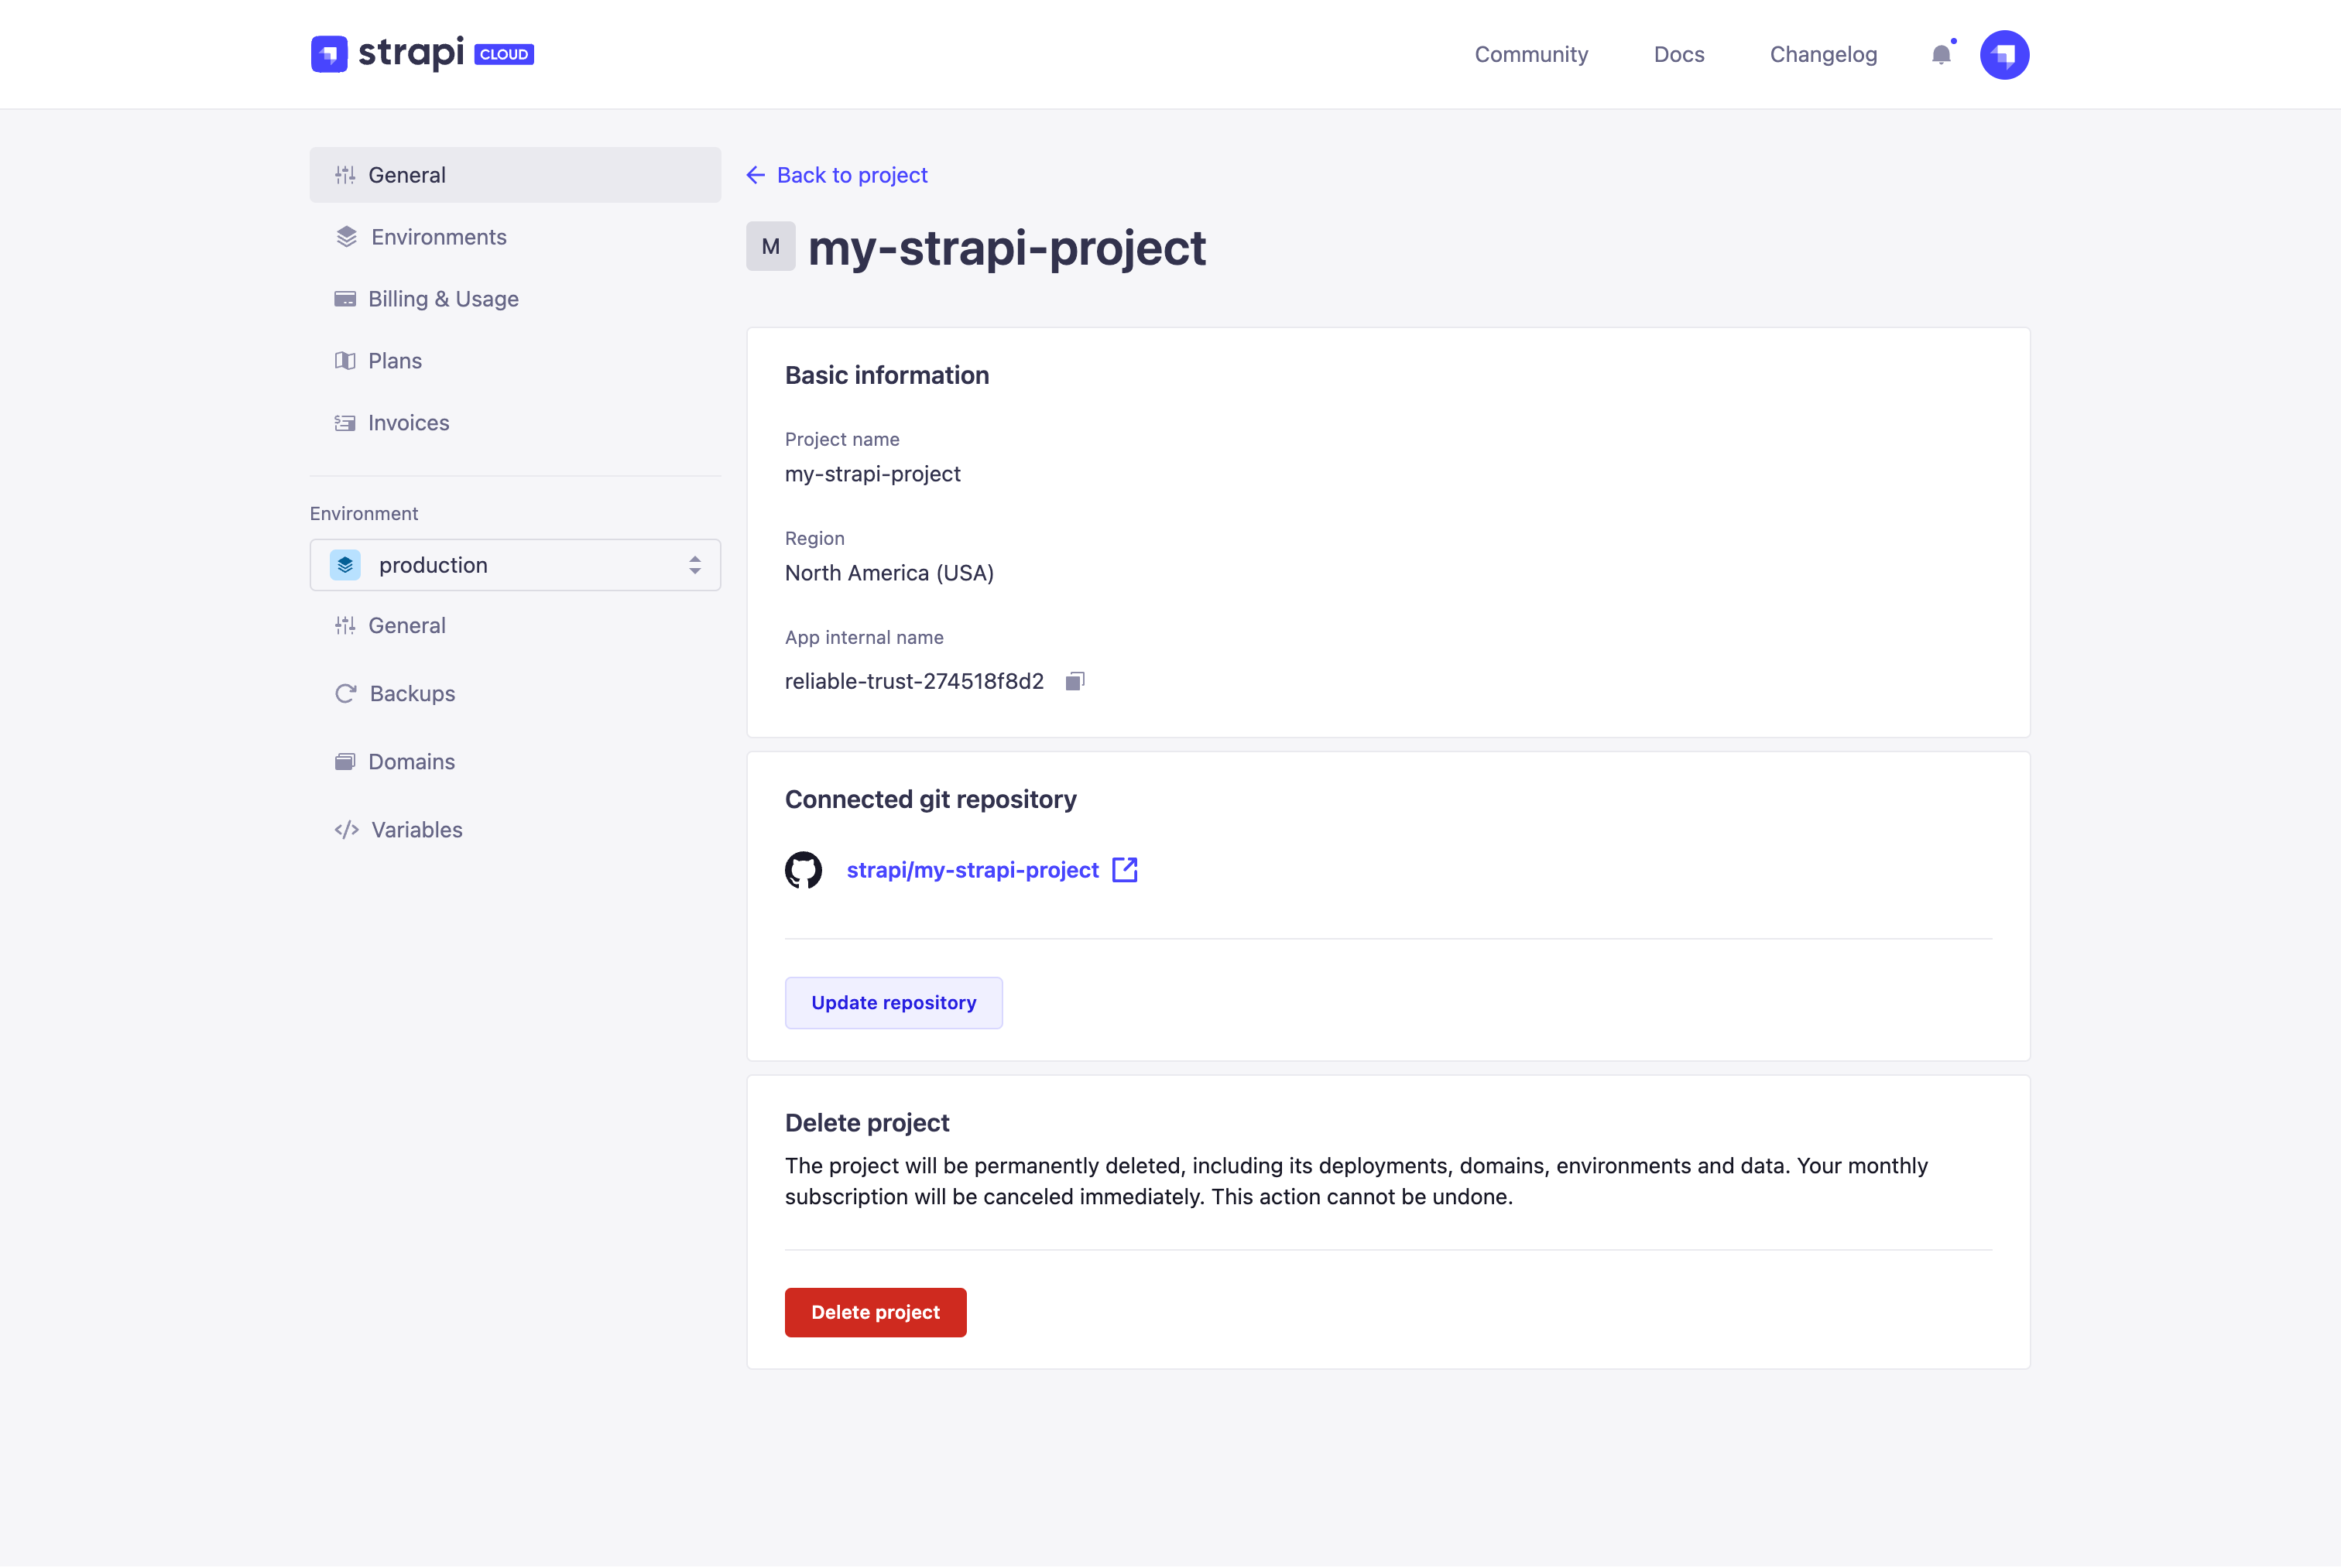 strapi CLOUD
Community
Docs
Changelog
General
Environments
Billing & Usage
Plans
Invoices
Environment
production
General
Backups
Domains
Variables
Back to project
M
my-strapi-project
Basic information
Project name
my-strapi-project
Region
North America (USA)
App internal name
reliable-trust-274518f8d2
Connected git repository
strapi/my-strapi-project
Update repository
Delete project
The project will be permanently deleted, including its deployments, domains, environments and data. Your monthly
subscription will be canceled immediately. This action cannot be undone.
Delete project